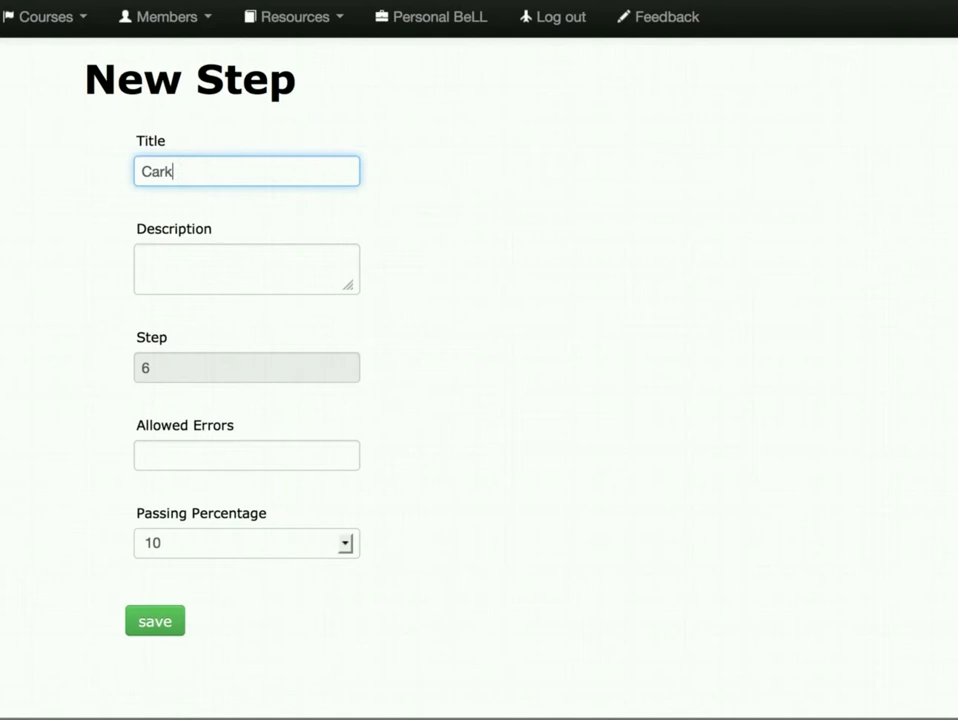 Courses Members Resources Personal BeLL Log out Feedback
New Step
Title
Cark
Description
Step
6
Allowed Errors
Passing Percentage
10
save